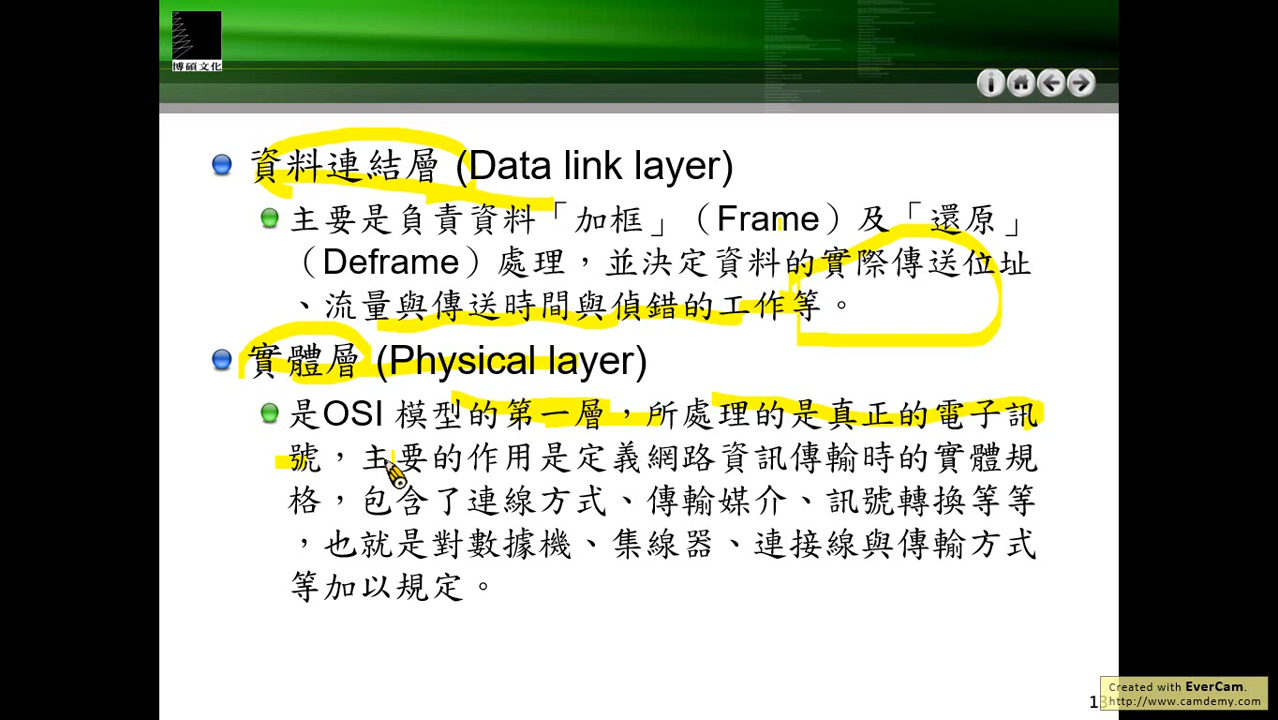 博碩文化
資料連結層 (Data link layer)
主要是負責資料「加框」（Frame）及「還原」
（Deframe）處理，並決定資料的實際傳送位址
、流量與傳送時間與偵錯的工作等。
實體層 (Physical layer)
是OSI 模型的第一層，所處理的是真正的電子訊
號，主要的作用是定義網路資訊傳輸時的實體規
格，包含了連線方式、傳輸媒介、訊號轉換等等
，也就是對數據機、集線器、連接線與傳輸方式
等加以規定。
Created with EverCam.
http://www.camdemy.com